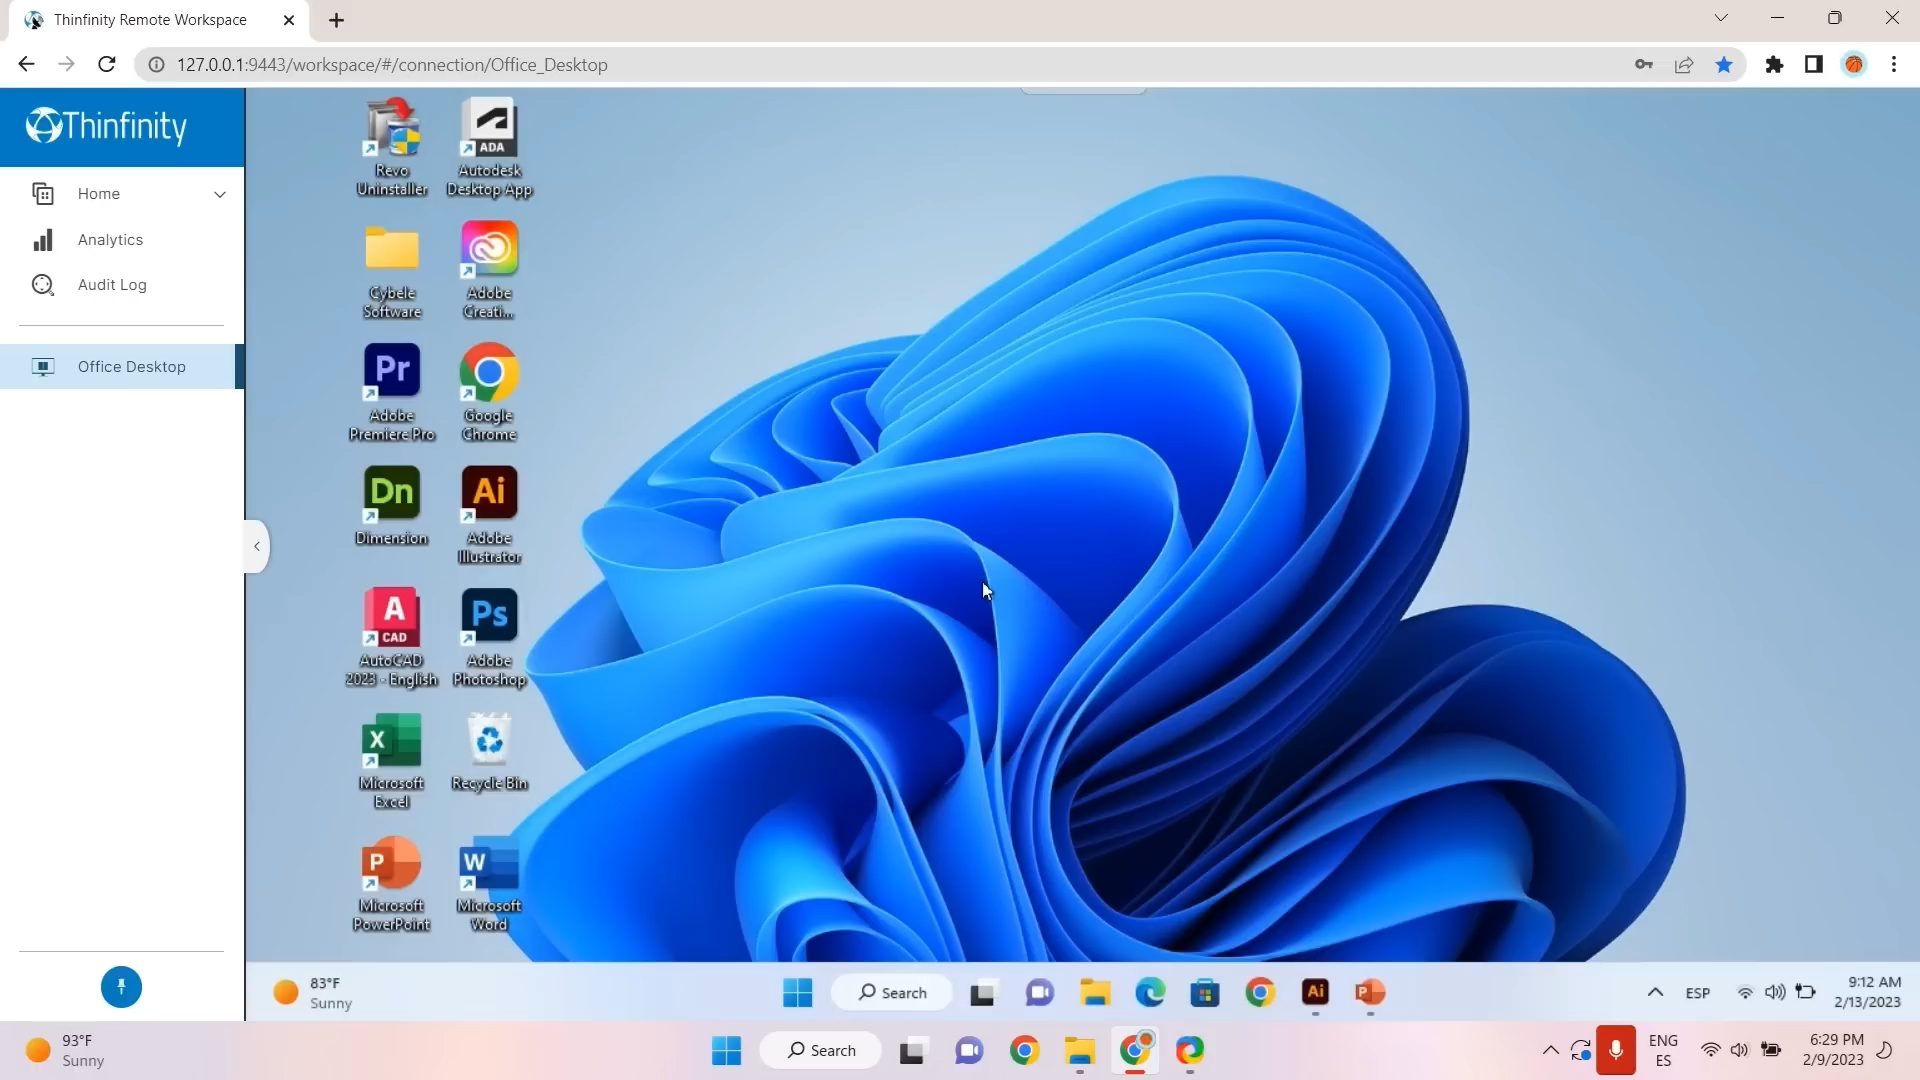 Thinfinity Remote Workspace
127.0.0.1:9443/workspace/#/connection/Office_Desktop
Thinfinity
Home
Analytics
Audit Log
Office Desktop
Revo
Uninstaller
ADA
Autodesk
Desktop App
Cybele
Software
Adobe
Creati...
Pr
Adobe
Premiere Pro
Google
Chrome
Dn
Dimension
Ai
Adobe
Illustrator
A
CAD
AutoCAD
2023 - English
Ps
Adobe
Photoshop
X
Microsoft
Excel
Recycle Bin
P
Microsoft
PowerPoint
W
Microsoft
Word
83°F
Sunny
Search
Ai
P
ESP
9:12 AM
2/13/2023
93°F
Sunny
Search
ENG
ES
6:29 PM
2/9/2023